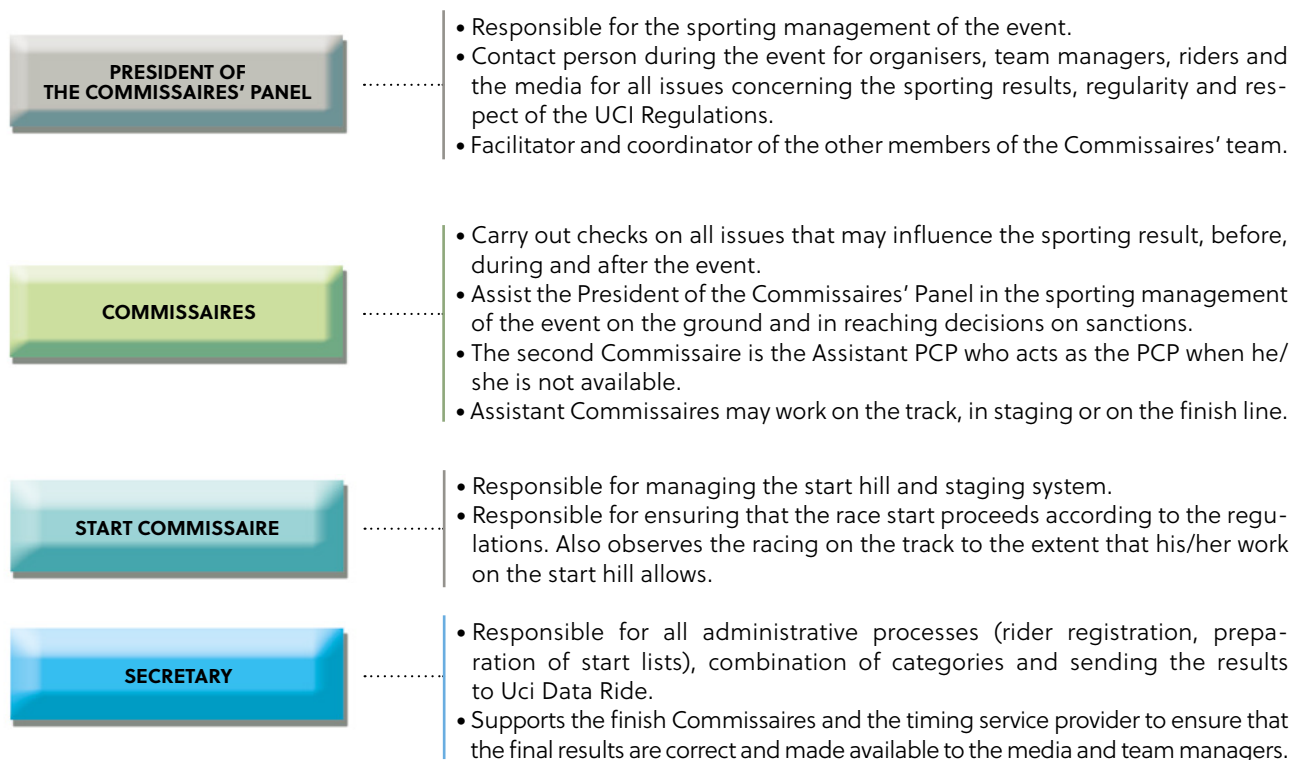 PRESIDENT OF
THE COMMISSAIRES' PANEL
• Responsible for the sporting management of the event.
• Contact person during the event for organisers, team managers, riders and
the media for all issues concerning the sporting results, regularity and res-
pect of the UCI Regulations.
• Facilitator and coordinator of the other members of the Commissaires' team.
COMMISSAIRES
• Carry out checks on all issues that may influence the sporting result, before,
during and after the event.
• Assist the President of the Commissaires' Panel in the sporting management
of the event on the ground and in reaching decisions on sanctions.
• The second Commissaire is the Assistant PCP who acts as the PCP when he/
she is not available.
• Assistant Commissaires may work on the track, in staging or on the finish line.
START COMMISSAIRE
• Responsible for managing the start hill and staging system.
• Responsible for ensuring that the race start proceeds according to the regu-
lations. Also observes the racing on the track to the extent that his/her work
on the start hill allows.
SECRETARY
• Responsible for all administrative processes (rider registration, prepa-
ration of start lists), combination of categories and sending the results
to Uci Data Ride.
• Supports the finish Commissaires and the timing service provider to ensure that
the final results are correct and made available to the media and team managers.